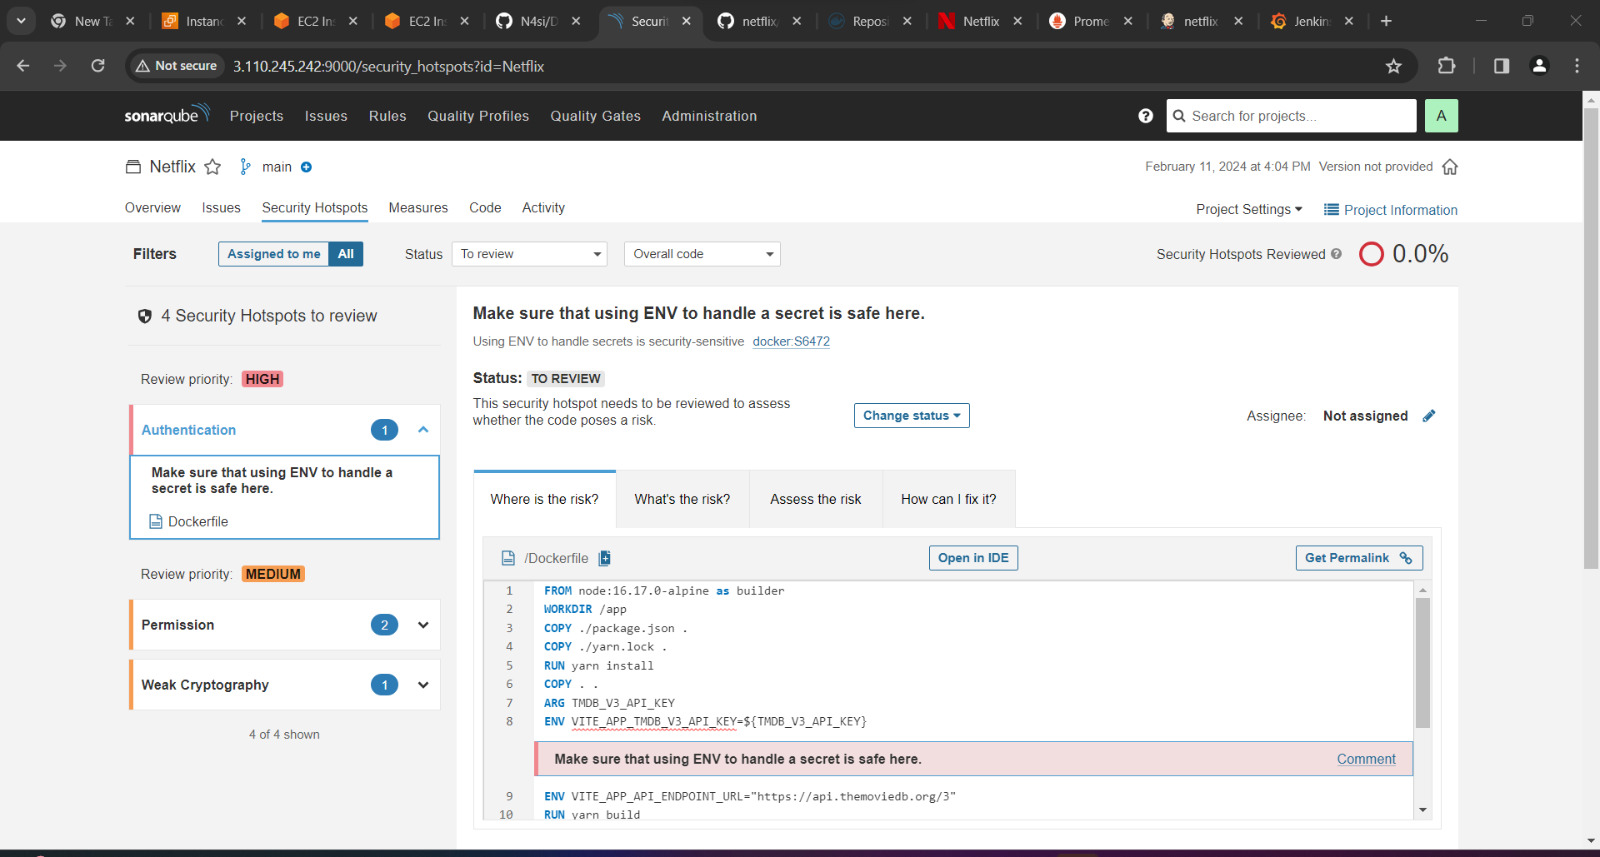 New Ta
Instanc
EC2 Ins
EC2 Ins
N4si/D
Securit
netflix/
Reposi
Netflix
Prome
netflix
Jenkin
Not secure 3.110.245.242:9000/security_hotspots?id=Netflix
sonarqube Projects Issues Rules Quality Profiles Quality Gates Administration Search for projects... A
Netflix main February 11, 2024 at 4:04 PM Version not provided
Overview Issues Security Hotspots Measures Code Activity Project Settings Project Information
Filters Assigned to me All Status To review Overall code Security Hotspots Reviewed ? 0.0%
4 Security Hotspots to review
Review priority: HIGH
Authentication 1
Make sure that using ENV to handle a
secret is safe here.
Dockerfile
Review priority: MEDIUM
Permission 2
Weak Cryptography 1
4 of 4 shown
Make sure that using ENV to handle a secret is safe here.
Using ENV to handle secrets is security-sensitive docker:S6472
Status: TO REVIEW
This security hotspot needs to be reviewed to assess
whether the code poses a risk.
Change status
Assignee: Not assigned
Where is the risk? What's the risk? Assess the risk How can I fix it?
/Dockerfile Open in IDE Get Permalink
1 FROM node:16.17.0-alpine as builder
2 WORKDIR /app
3 COPY ./package.json .
4 COPY ./yarn.lock .
5 RUN yarn install
6 COPY . .
7 ARG TMDB_V3_API_KEY
8 ENV VITE_APP_TMDB_V3_API_KEY=${TMDB_V3_API_KEY}
Make sure that using ENV to handle a secret is safe here. Comment
9 ENV VITE_APP_API_ENDPOINT_URL="https://api.themoviedb.org/3"
10 RUN yarn build